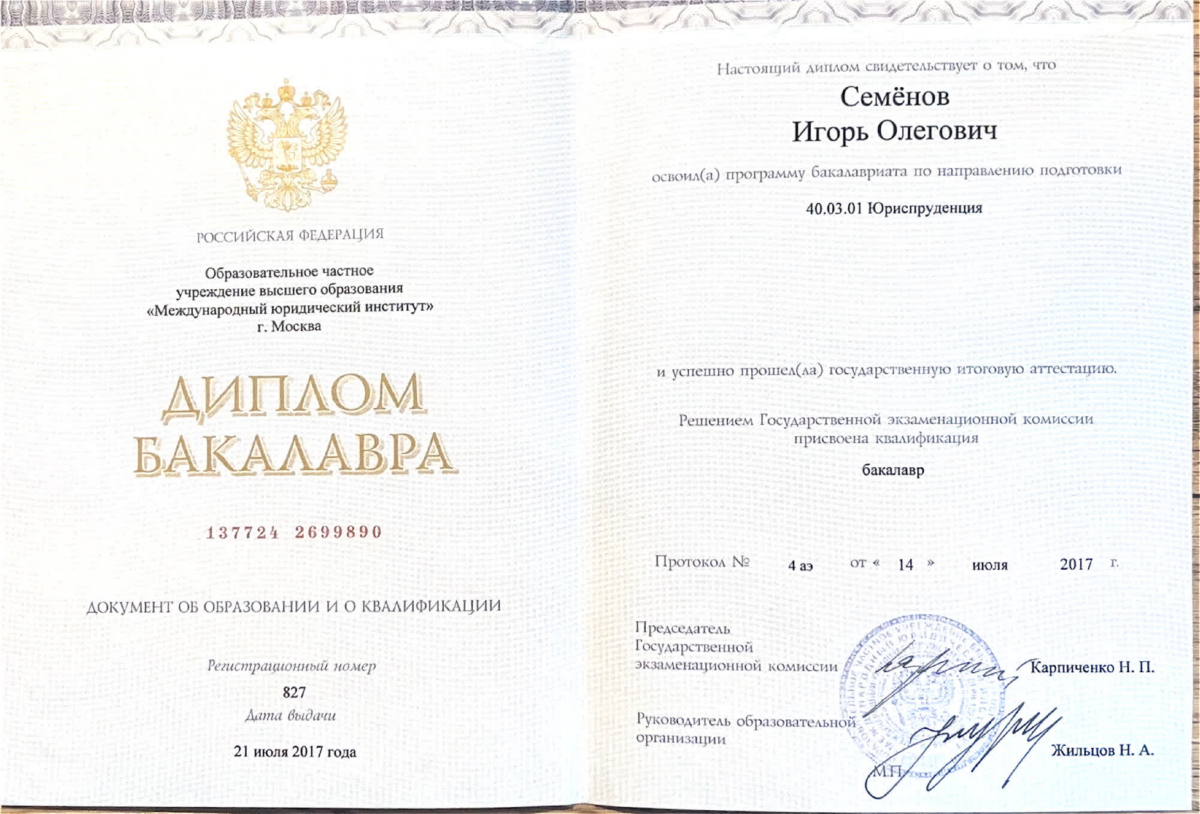 РОССИЙСКАЯ ФЕДЕРАЦИЯ
Образовательное частное
учреждение высшего образования
«Международный юридический институт»
г. Москва
ДИПЛОМ
БАКАЛАВРА
137724 2699890
ДОКУМЕНТ ОБ ОБРАЗОВАНИИ И О КВАЛИФИКАЦИИ
Регистрационный номер
827
Дата выдачи
21 июля 2017 года
Настоящий диплом свидетельствует о том, что
Семёнов
Игорь Олегович
освоил(а) программу бакалавриата по направлению подготовки
40.03.01 Юриспруденция
и успешно прошел(ла) государственную итоговую аттестацию.
Решением Государственной экзаменационной комиссии
присвоена квалификация
бакалавр
Протокол № 4 аэ от « 14 » июля 2017 г.
Председатель
Государственной
экзаменационной комиссии Карпиченко Н. П.
Руководитель образовательной
организации Жильцов Н. А.
М.П.